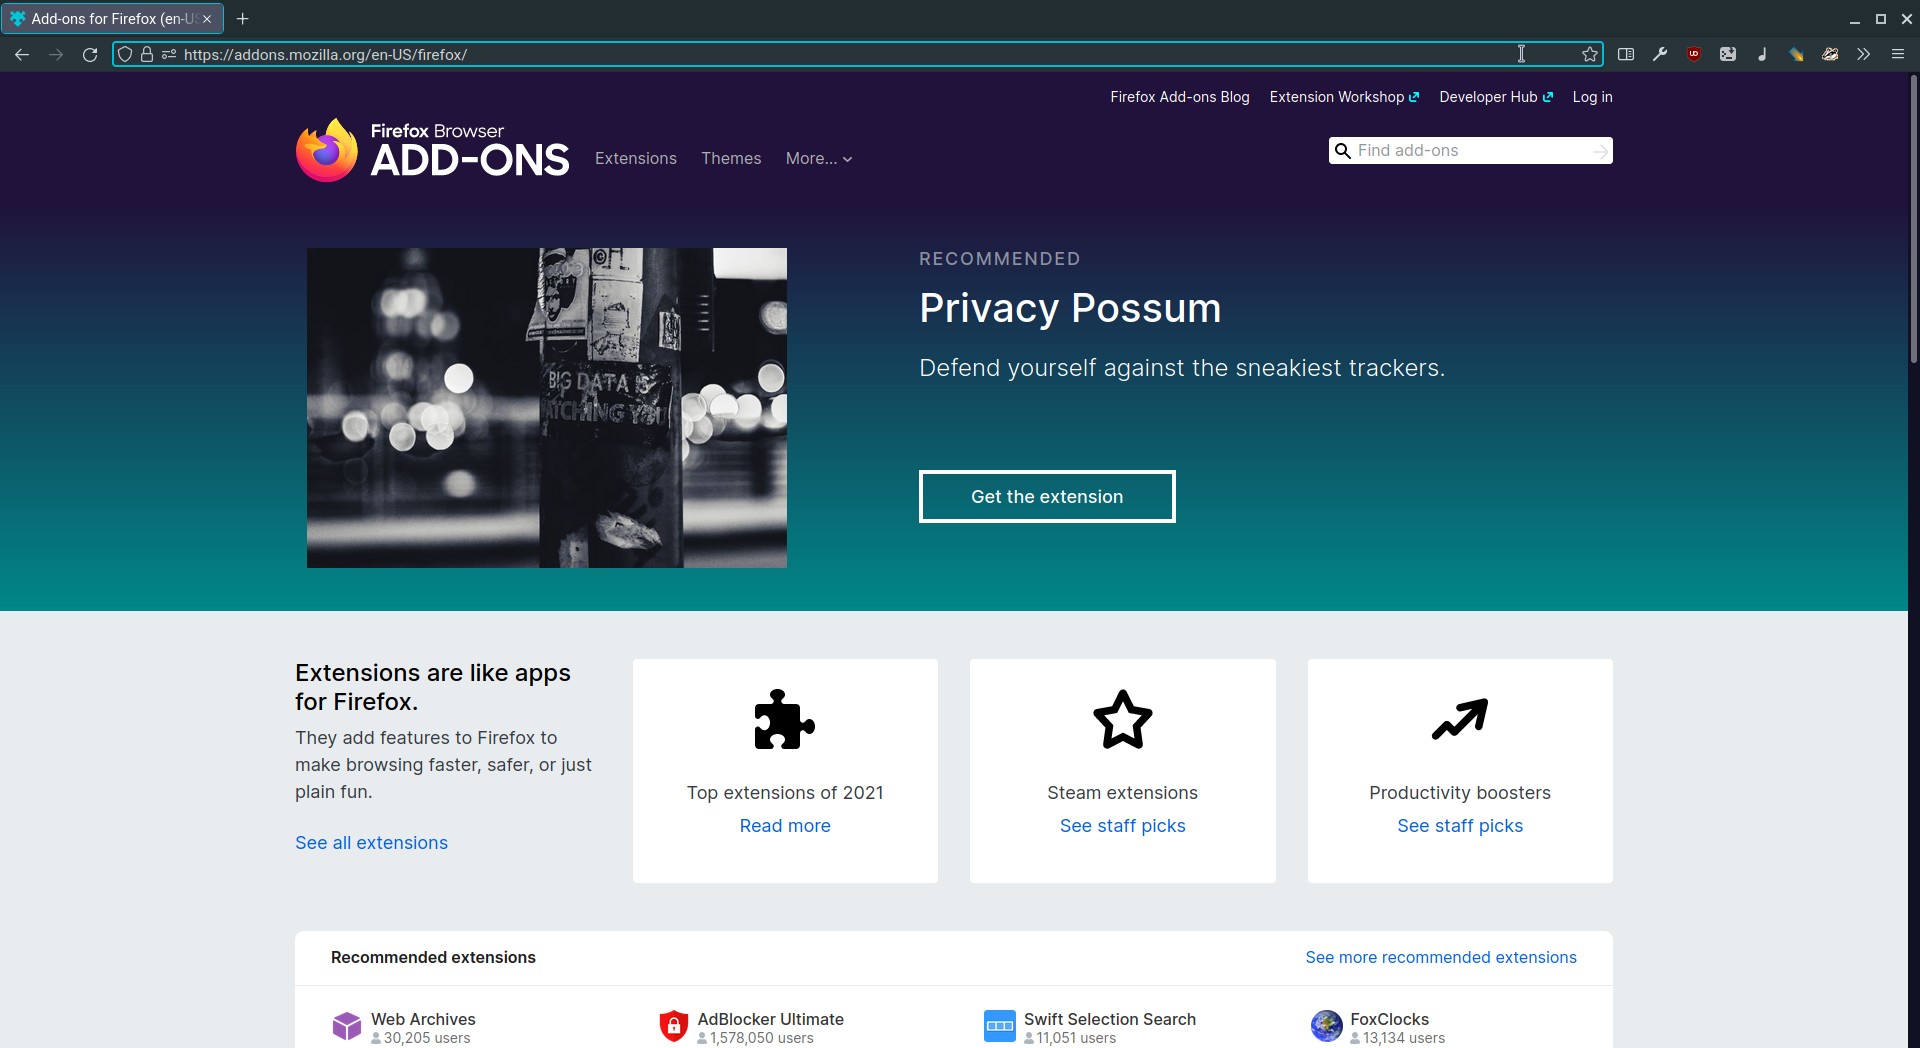 Add-ons for Firefox (en-US
https://addons.mozilla.org/en-US/firefox/
Firefox Add-ons Blog
Extension Workshop
Developer Hub
Log in
Firefox Browser
ADD-ONS
Extensions
Themes
More...
Find add-ons
BIG DATA IS
ATCHING YOU
RECOMMENDED
Privacy Possum
Defend yourself against the sneakiest trackers.
Get the extension
Extensions are like apps
for Firefox.
They add features to Firefox to
make browsing faster, safer, or just
plain fun.
See all extensions
Top extensions of 2021
Read more
Steam extensions
See staff picks
Productivity boosters
See staff picks
Recommended extensions
See more recommended extensions
Web Archives
30,205 users
AdBlocker Ultimate
1,578,050 users
Swift Selection Search
11,051 users
FoxClocks
13,134 users